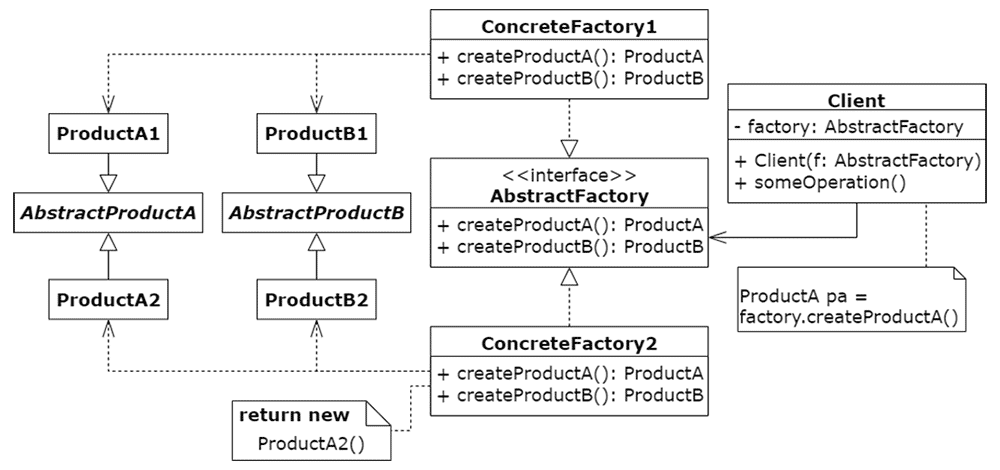 ConcreteFactory1
+ createProductA(): ProductA
+ createProductB(): ProductB
Client
- factory: AbstractFactory
+ Client(f: AbstractFactory)
+ someOperation()
ProductA1
ProductB1
<<interface>>
AbstractFactory
+ createProductA(): ProductA
+ createProductB(): ProductB
AbstractProductA
AbstractProductB
ProductA2
ProductB2
ProductA pa =
factory.createProductA()
ConcreteFactory2
+ createProductA(): ProductA
+ createProductB(): ProductB
return new
ProductA2()